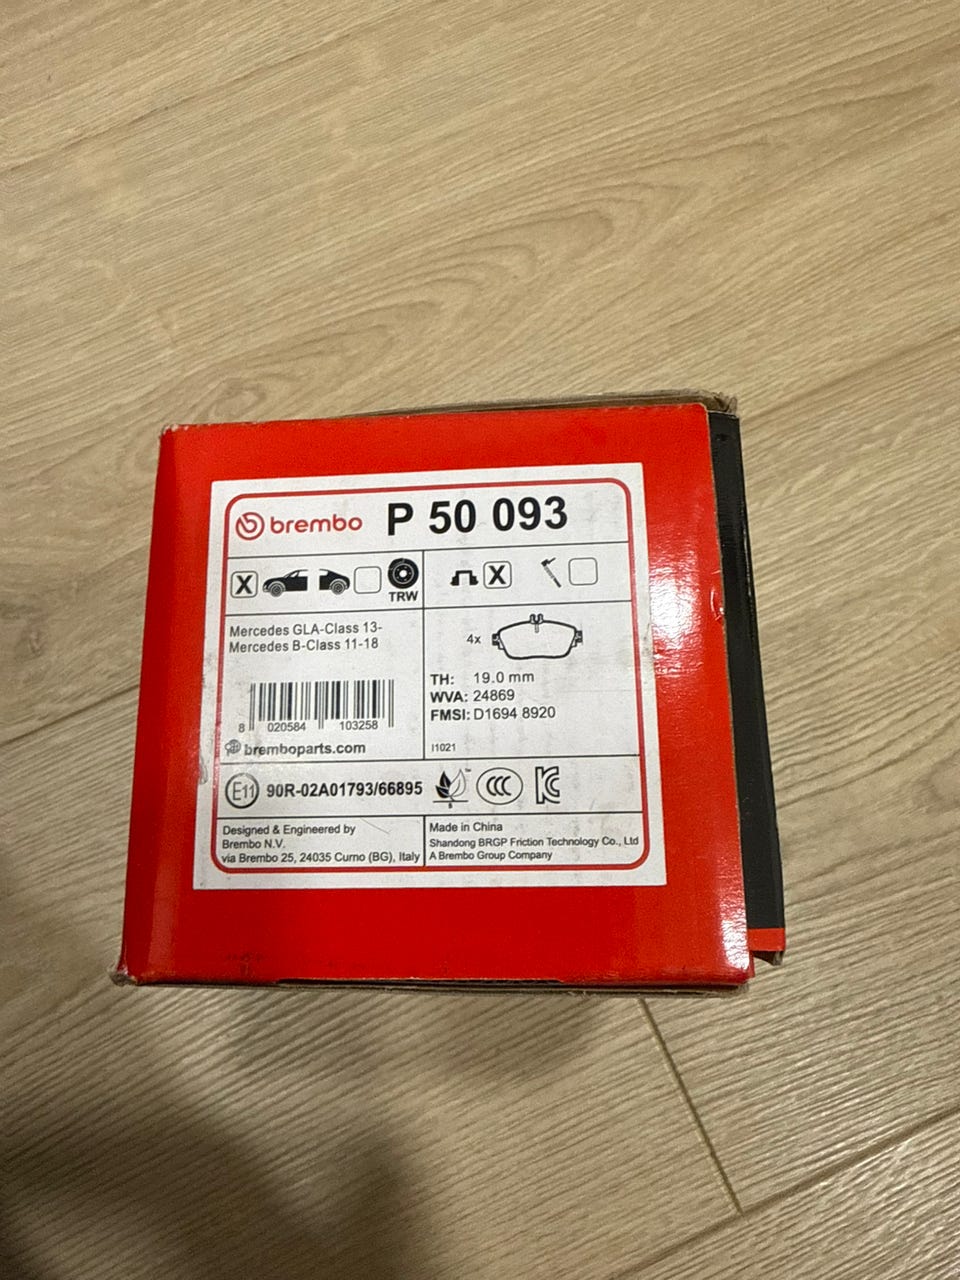 brembo P 50 093
X
TRW
X
Mercedes GLA-Class 13-
Mercedes B-Class 11-18
8 020584 103258
bremboparts.com
4x
TH: 19.0 mm
WVA: 24869
FMSI: D1694 8920
I1021
E11 90R-02A01793/66895
CCC
KC
Designed & Engineered by
Brembo N.V.
via Brembo 25, 24035 Curno (BG), Italy
Made in China
Shandong BRGP Friction Technology Co., Ltd
A Brembo Group Company